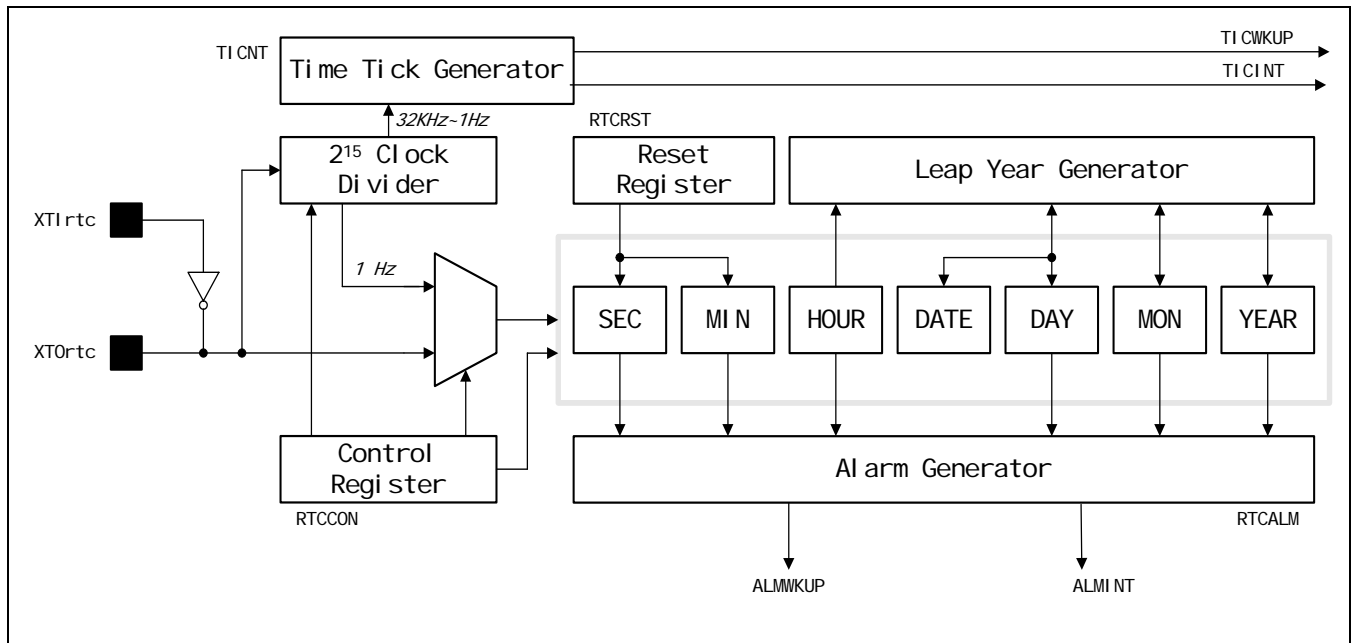 TICNT
Time Tick Generator
TICWKUP
TICINT
32KHz~1Hz
2¹⁵ Clock
Divider
RTCRST
Reset
Register
Leap Year Generator
XTIrtc
1 Hz
XTOrtc
SEC
MIN
HOUR
DATE
DAY
MON
YEAR
Control
Register
RTCCON
Alarm Generator
RTCALM
ALMWKUP
ALMINT